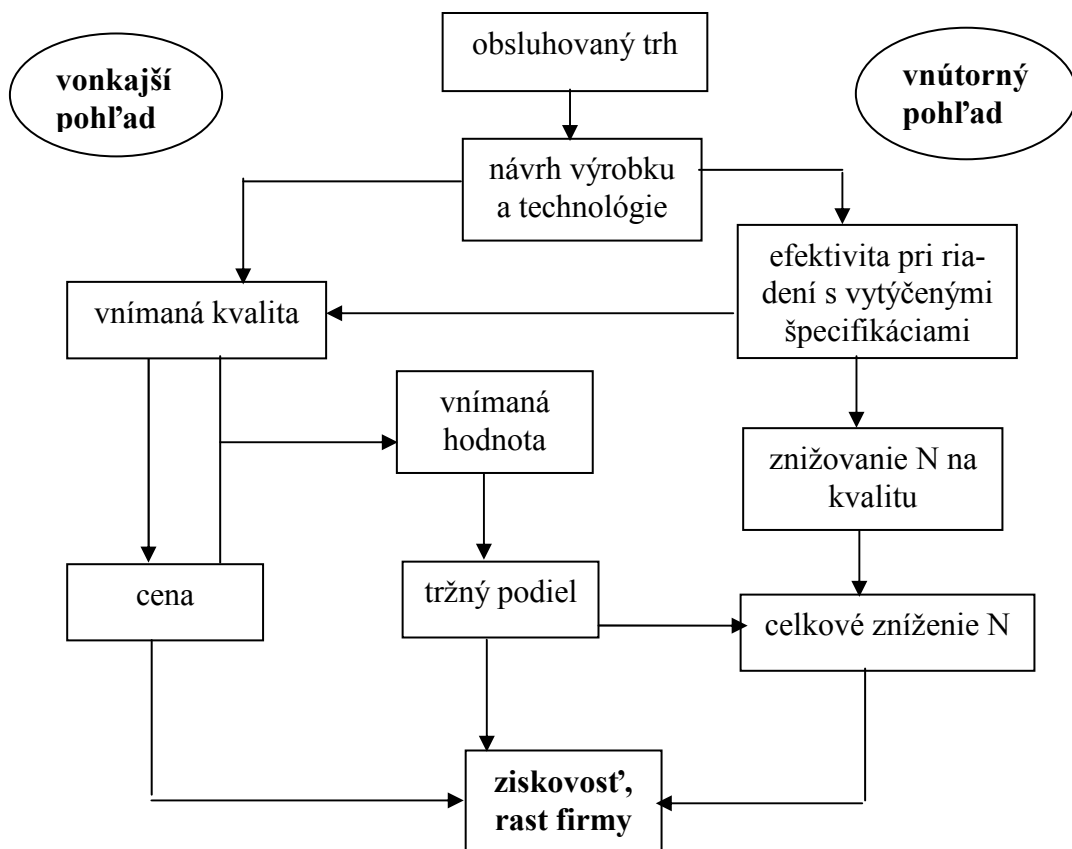 obsluhovaný trh
vonkajší
pohľad
vnútorný
pohľad
návrh výrobku
a technológie
efektivita pri ria-
dení s vytýčenými
špecifikáciami
vnímaná kvalita
vnímaná
hodnota
znižovanie N na
kvalitu
cena
tržný podiel
celkové zníženie N
ziskovosť,
rast firmy